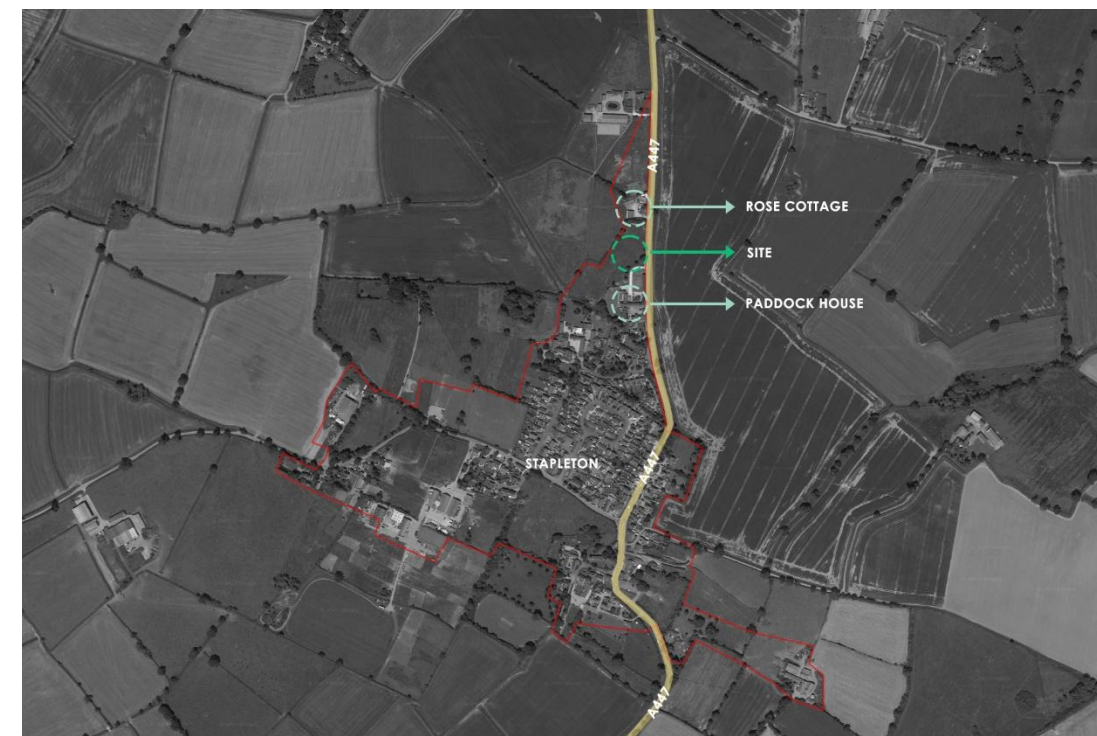 A447
ROSE COTTAGE
SITE
PADDOCK HOUSE
STAPLETON
A447
A447